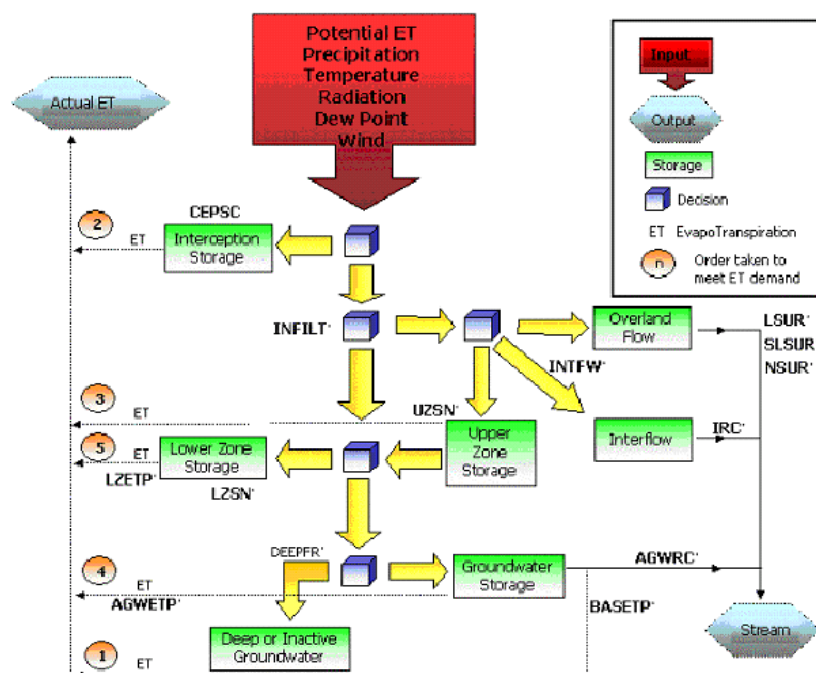 Potential ET
Precipitation
Temperature
Radiation
Dew Point
Wind
Input
Output
Storage
Decision
ET EvapoTranspiration
n Order taken to
meet ET demand
Actual ET
2
ET
CEPSC
Interception
Storage
INFILT*
Overland
Flow
LSUR*
SLSUR
NSUR*
INTFW*
3
ET
UZSN*
Upper
Zone
Storage
Interflow
IRC*
5
ET
LZETP*
Lower Zone
Storage
LZSN*
DEEPFR*
4
ET
AGWETP*
Groundwater
Storage
AGWRC*
BASETP*
Deep or Inactive
Groundwater
Stream
1
ET